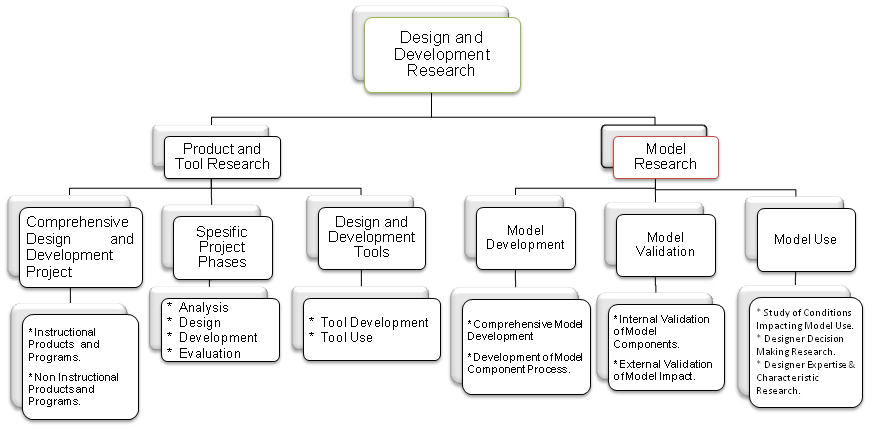 Design and
Development
Research
Product and
Tool Research
Model
Research
Comprehensive
Design and
Development
Project
Spesific
Project
Phases
Design and
Development
Tools
Model
Development
Model
Validation
Model Use
*Instructional
Products and
Programs.
*Non Instructional
Products and
Programs.
* Analysis
* Design
* Development
* Evaluation
* Tool Development
* Tool Use
*Comprehensive Model
Development
*Development of Model
Component Process.
*Internal Validation
of Model
Components.
*External Validation
of Model Impact.
* Study of Conditions
Impacting Model Use.
* Designer Decision
Making Research.
* Designer Expertise &
Characteristic
Research.